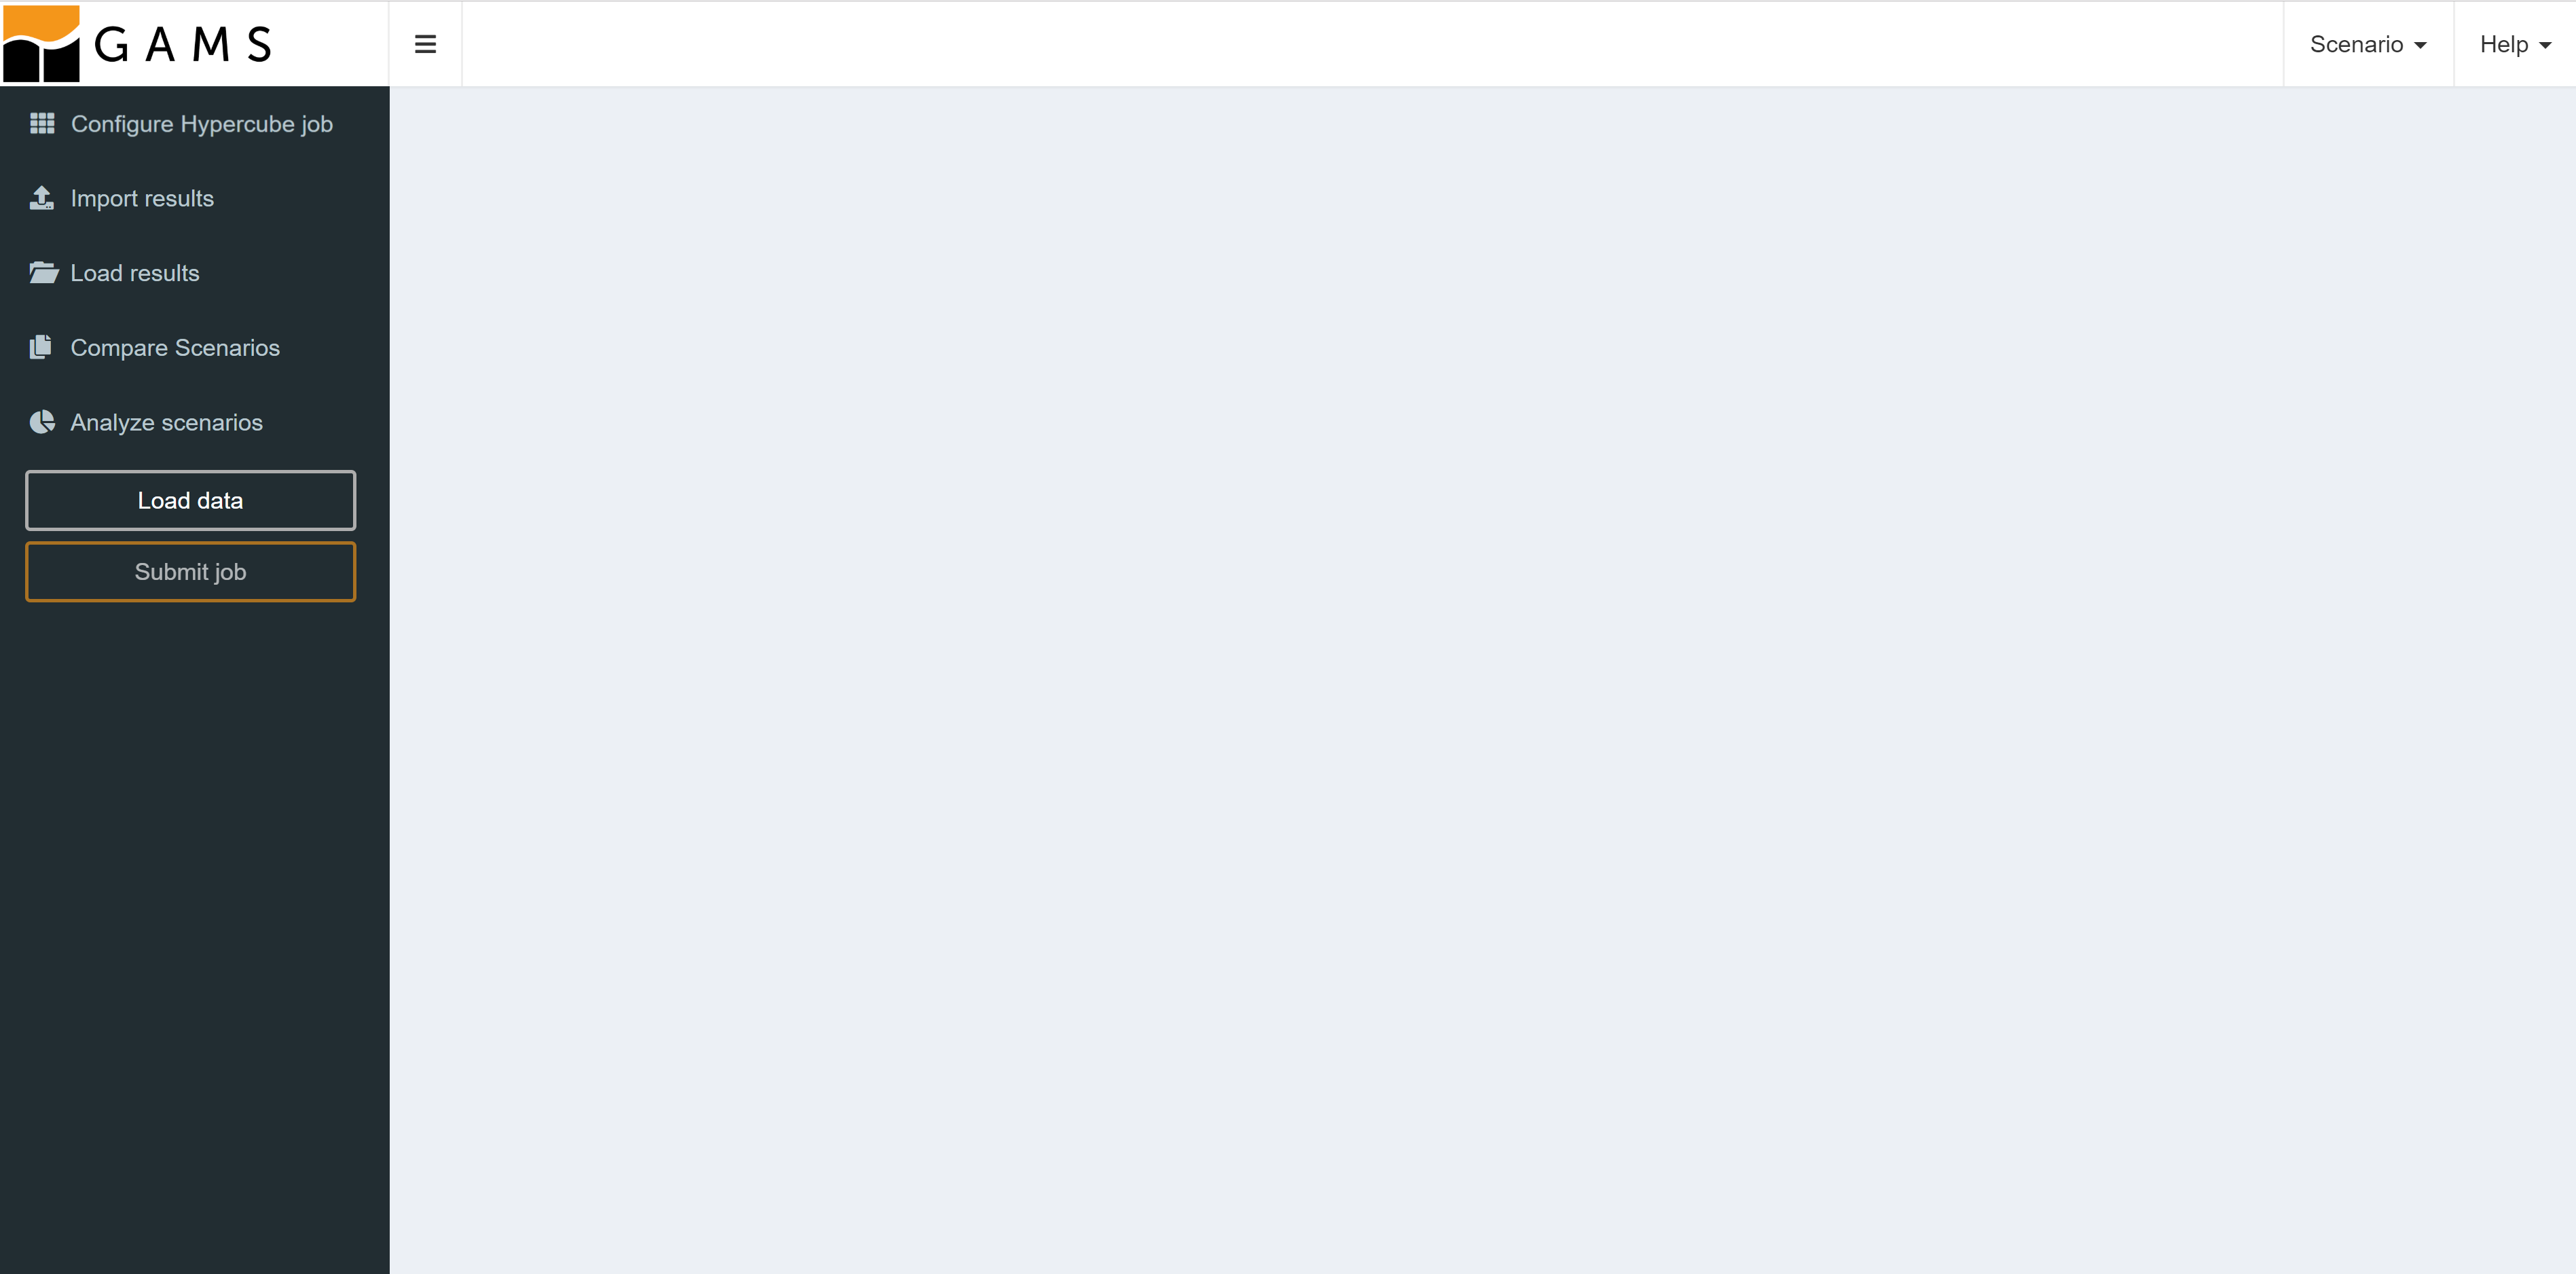 GAMS
Scenario
Help
Configure Hypercube job
Import results
Load results
Compare Scenarios
Analyze scenarios
Load data
Submit job